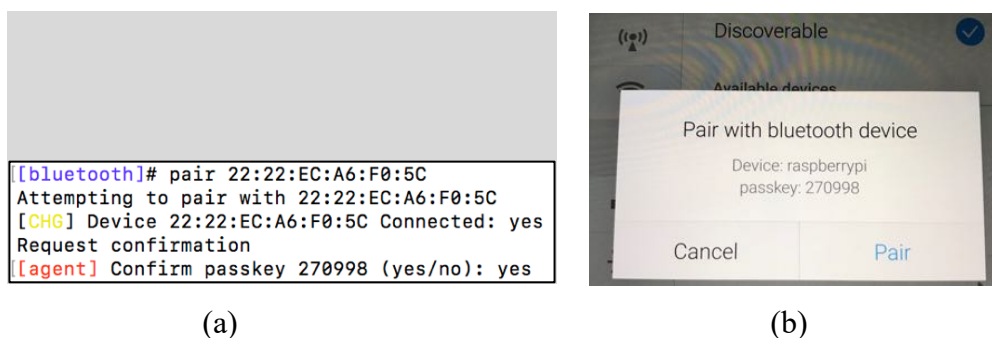 [[bluetooth]# pair 22:22:EC:A6:F0:5C
Attempting to pair with 22:22:EC:A6:F0:5C
[CHG] Device 22:22:EC:A6:F0:5C Connected: yes
Request confirmation
[[agent] Confirm passkey 270998 (yes/no): yes
(a)
Discoverable
Available devices
Pair with bluetooth device
Device: raspberrypi
passkey: 270998
Cancel
Pair
(b)